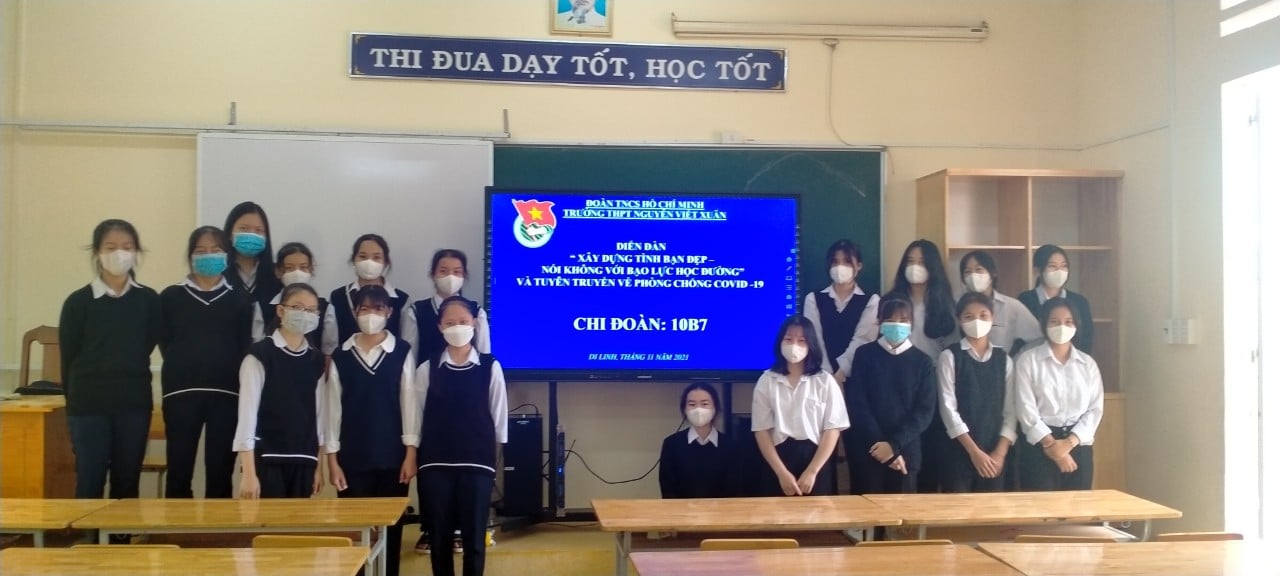 THI ĐUA DẠY TỐT, HỌC TỐT
ĐOÀN TNCS HỒ CHÍ MINH
TRƯỜNG THPT NGUYỄN VIẾT XUÂN
DIỄN ĐÀN
“ XÂY DỰNG TÌNH BẠN ĐẸP –
NÓI KHÔNG VỚI BẠO LỰC HỌC ĐƯỜNG”
VÀ TUYÊN TRUYỀN VỀ PHÒNG CHỐNG COVID -19
CHI ĐOÀN: 10B7
DI LINH, THÁNG 11 NĂM 2021